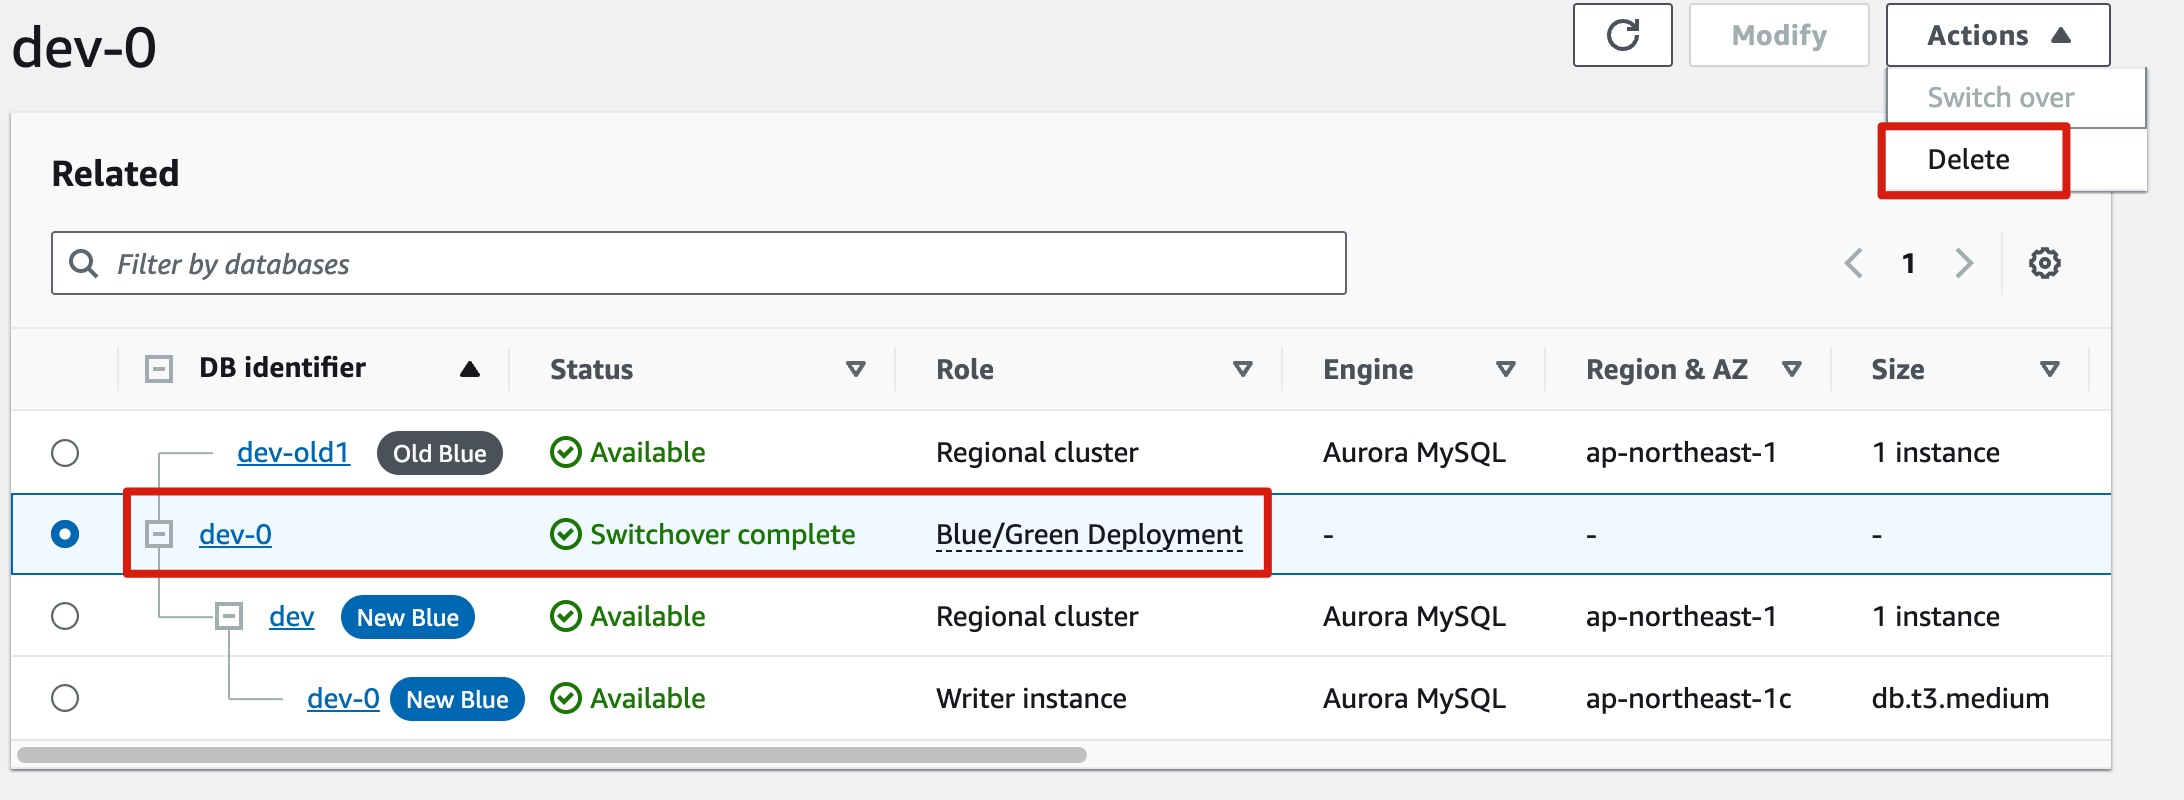 dev-0
Modify
Actions
Switch over
Delete
Related
Filter by databases
1
DB identifier Status Role Engine Region & AZ Size
dev-old1 Old Blue Available Regional cluster Aurora MySQL ap-northeast-1 1 instance
dev-0 Switchover complete Blue/Green Deployment - - -
dev New Blue Available Regional cluster Aurora MySQL ap-northeast-1 1 instance
dev-0 New Blue Available Writer instance Aurora MySQL ap-northeast-1c db.t3.medium